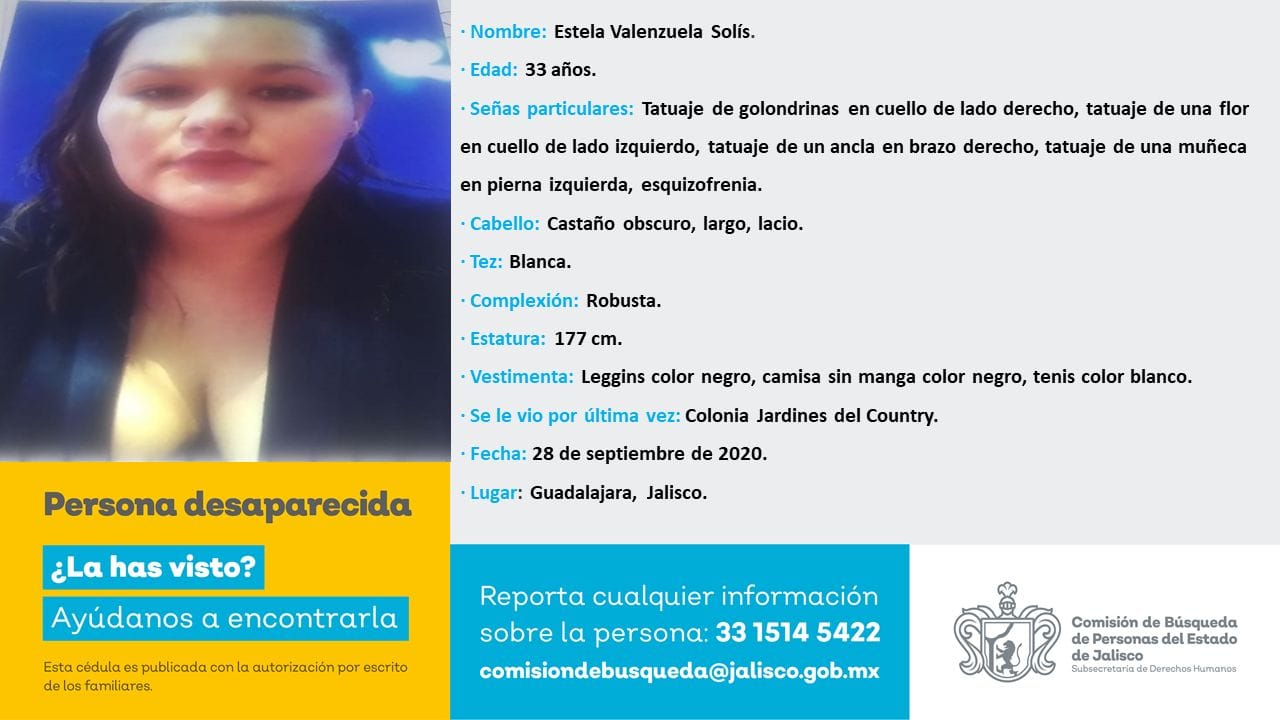 · Nombre: Estela Valenzuela Solís.
· Edad: 33 años.
· Señas particulares: Tatuaje de golondrinas en cuello de lado derecho, tatuaje de una flor
en cuello de lado izquierdo, tatuaje de un ancla en brazo derecho, tatuaje de una muñeca
en pierna izquierda, esquizofrenia.
· Cabello: Castaño obscuro, largo, lacio.
· Tez: Blanca.
· Complexión: Robusta.
· Estatura: 177 cm.
· Vestimenta: Leggins color negro, camisa sin manga color negro, tenis color blanco.
· Se le vio por última vez: Colonia Jardines del Country.
· Fecha: 28 de septiembre de 2020.
· Lugar: Guadalajara, Jalisco.
Persona desaparecida
¿La has visto?
Ayúdanos a encontrarla
Esta cédula es publicada con la autorización por escrito
de los familiares.
Reporta cualquier información
sobre la persona: 33 1514 5422
comisiondebusqueda@jalisco.gob.mx
Comisión de Búsqueda
de Personas del Estado
de Jalisco
Subsecretaría de Derechos Humanos